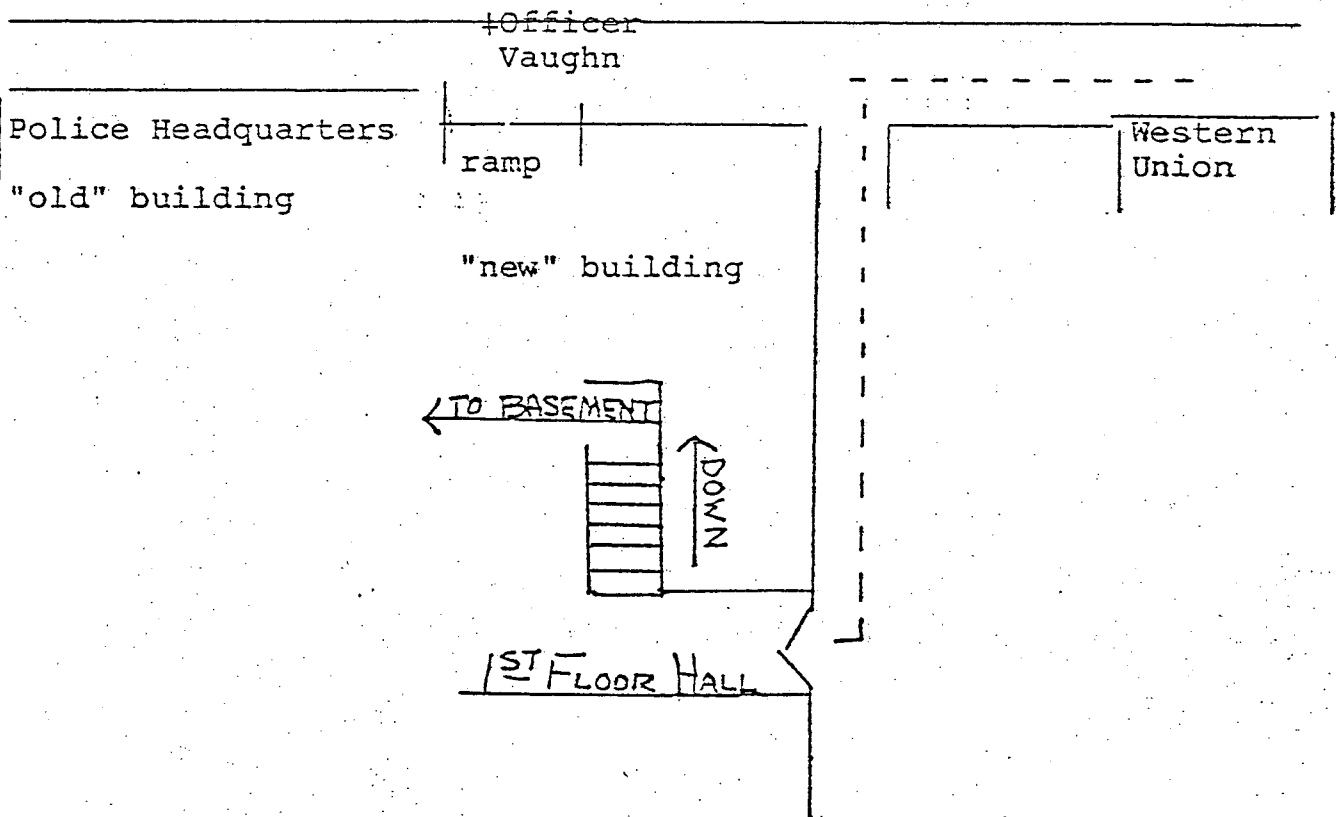 +Officer
Vaughn
Police Headquarters
"old" building
ramp
Western
Union
"new" building
TO BASEMENT
DOWN
1ST FLOOR HALL